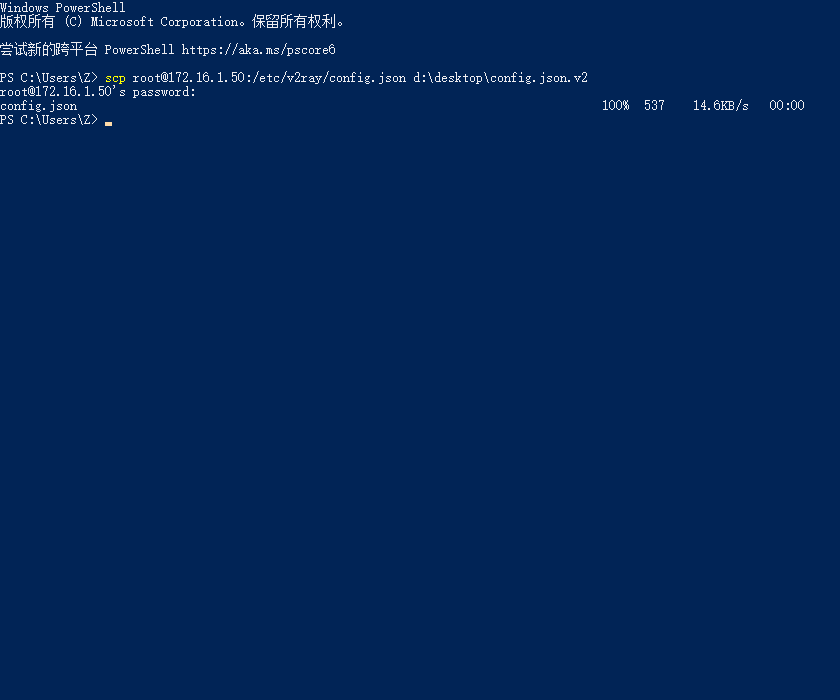 Windows PowerShell
版权所有 (C) Microsoft Corporation。保留所有权利。
尝试新的跨平台 PowerShell https://aka.ms/pscore6
PS C:\Users\Z> scp root@172.16.1.50:/etc/v2ray/config.json d:\desktop\config.json.v2
root@172.16.1.50's password:
config.json 100% 537 14.6KB/s 00:00
PS C:\Users\Z>